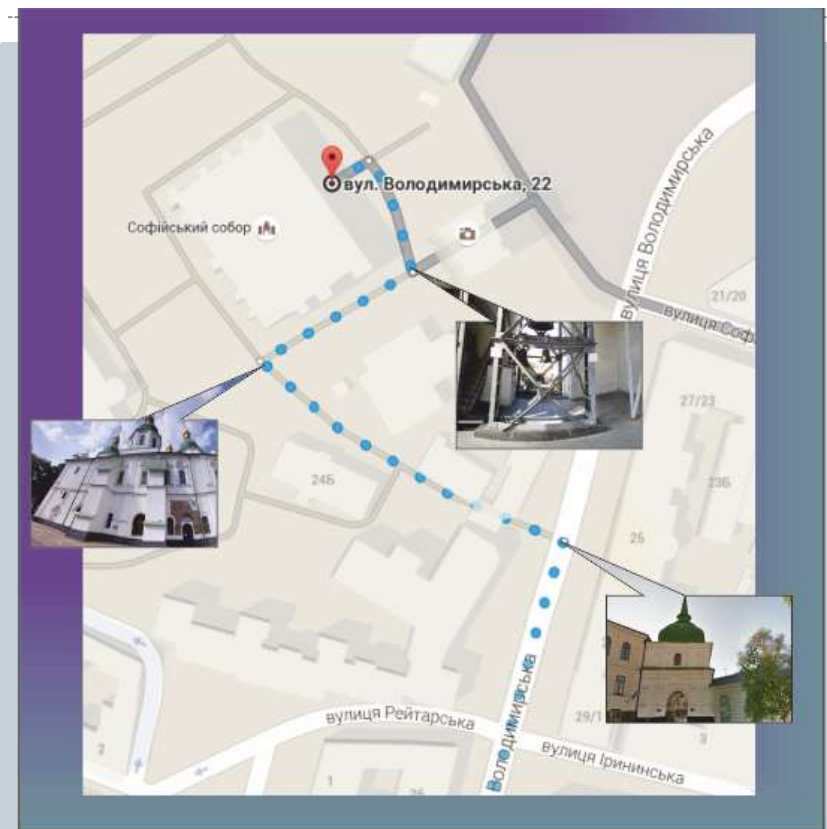 вул. Володимирська, 22
Софійський собор
вулиця Володимирська
21/20
вулиця Соф
27/23
24Б
23Б
25
29/1
Володимирська
вулиця Рейтарська
вулиця Ірининська
2
1
3
3Б